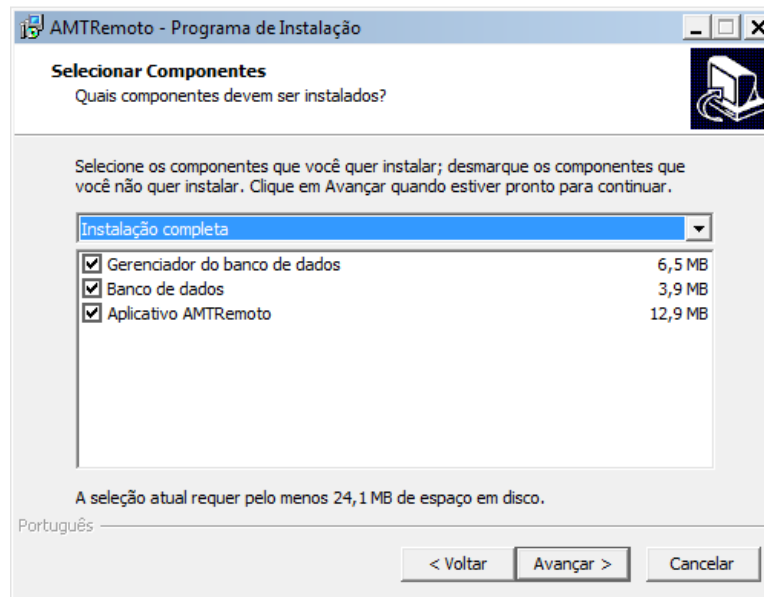 AMTRemoto - Programa de Instalação
Selecionar Componentes
Quais componentes devem ser instalados?
Selecione os componentes que você quer instalar; desmarque os componentes que
você não quer instalar. Clique em Avançar quando estiver pronto para continuar.
Instalação completa
Gerenciador do banco de dados 6,5 MB
Banco de dados 3,9 MB
Aplicativo AMTRemoto 12,9 MB
A seleção atual requer pelo menos 24,1 MB de espaço em disco.
Português
< Voltar Avançar > Cancelar